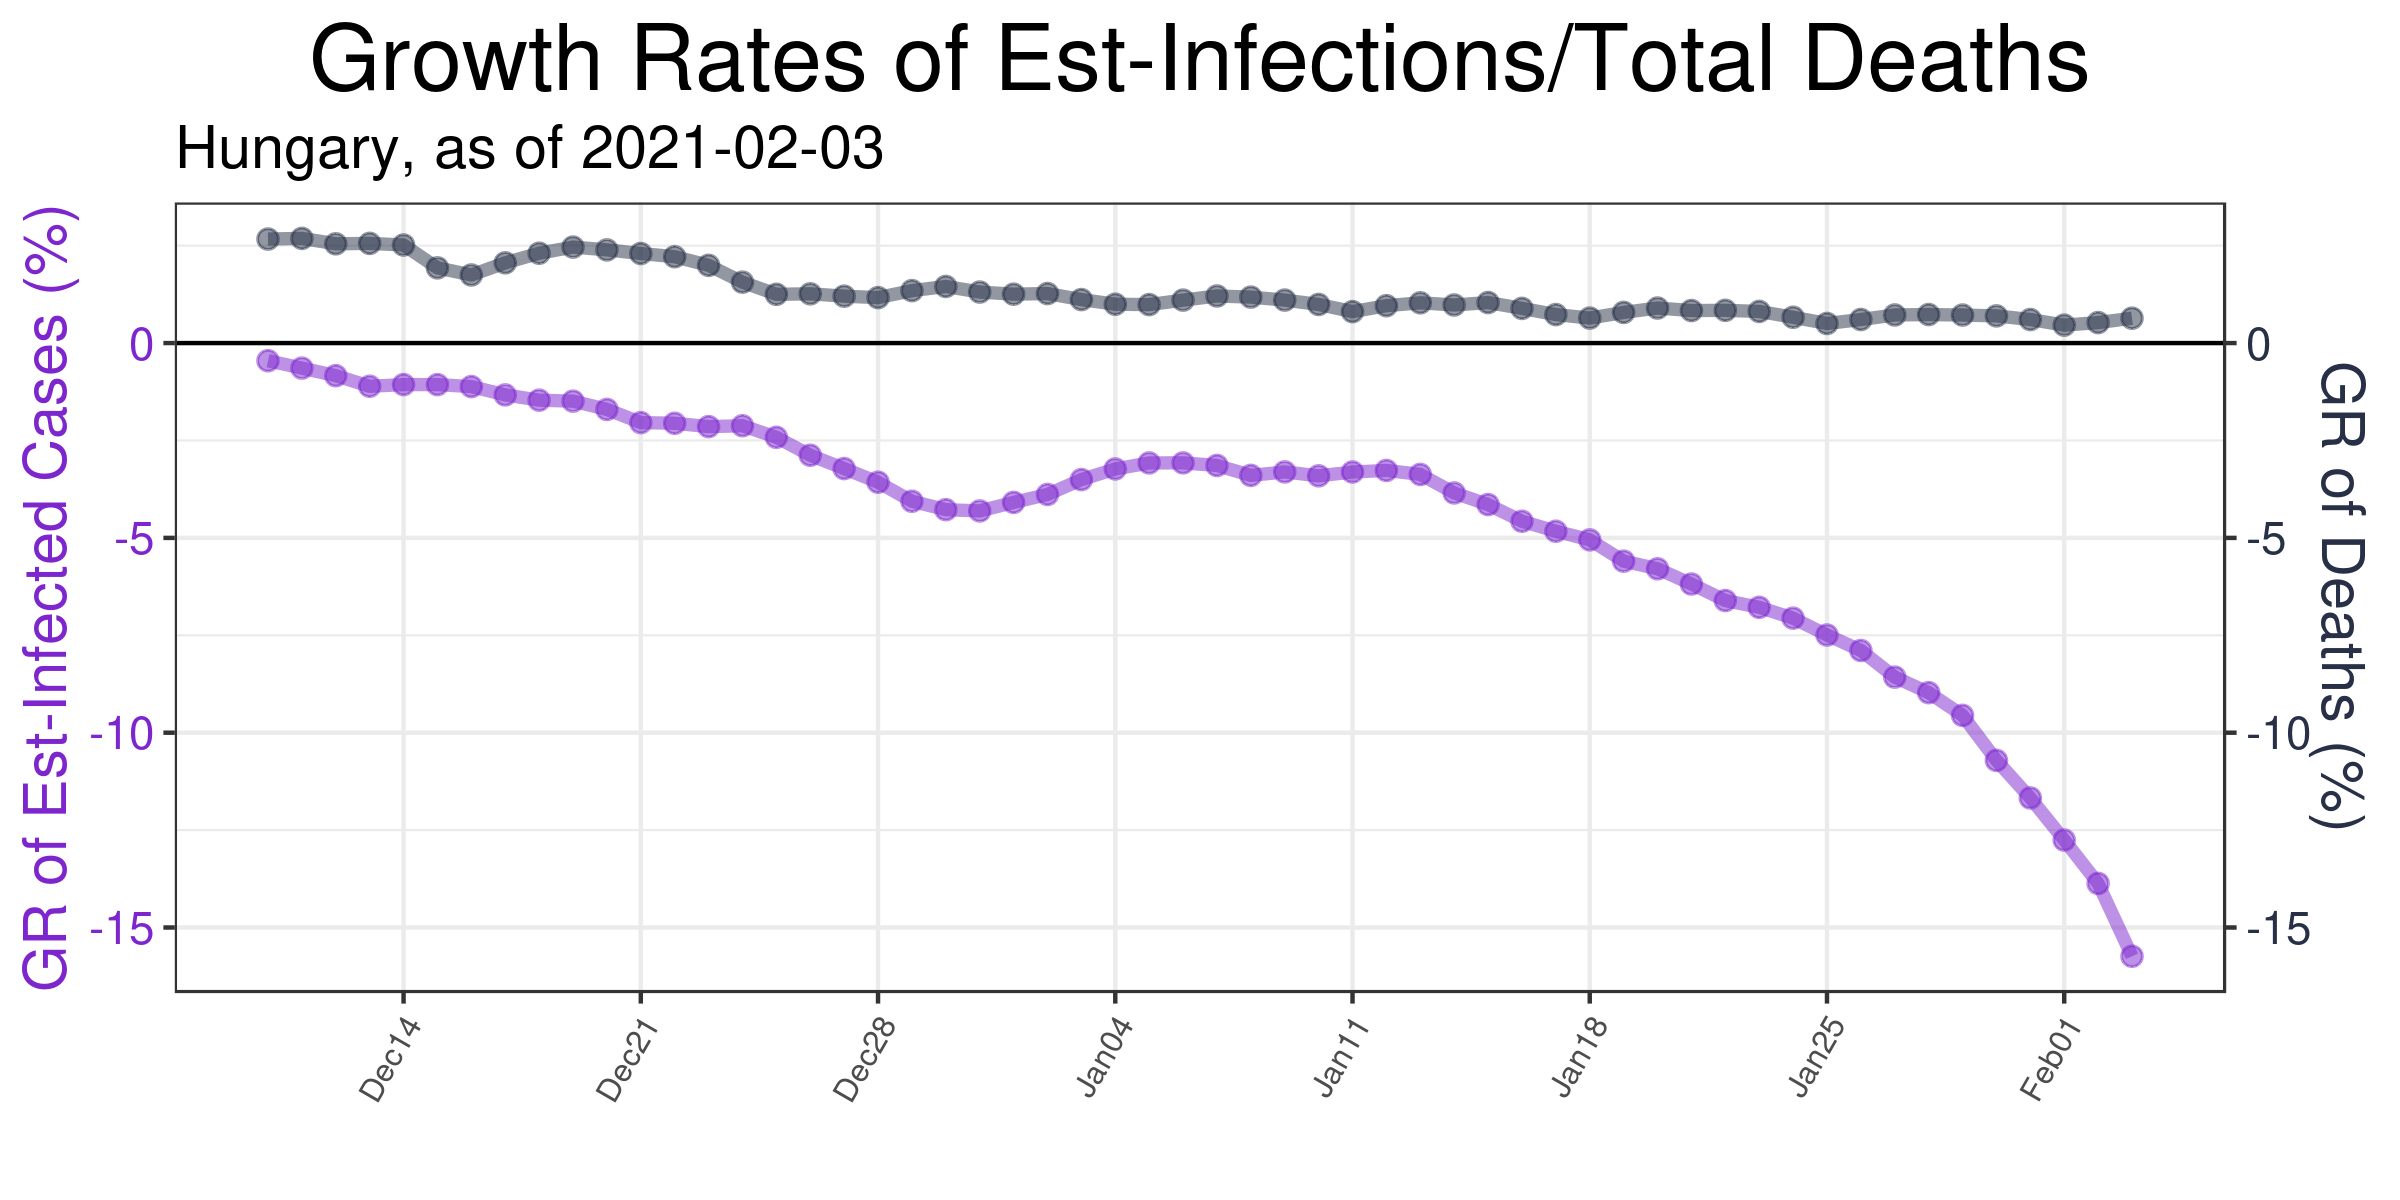 Growth Rates of Est-Infections/Total Deaths
Hungary, as of 2021-02-03
GR of Est-Infected Cases (%)
0
-5
-10
-15
0
-5
-10
-15
GR of Deaths (%)
Dec14
Dec21
Dec28
Jan04
Jan11
Jan18
Jan25
Feb01